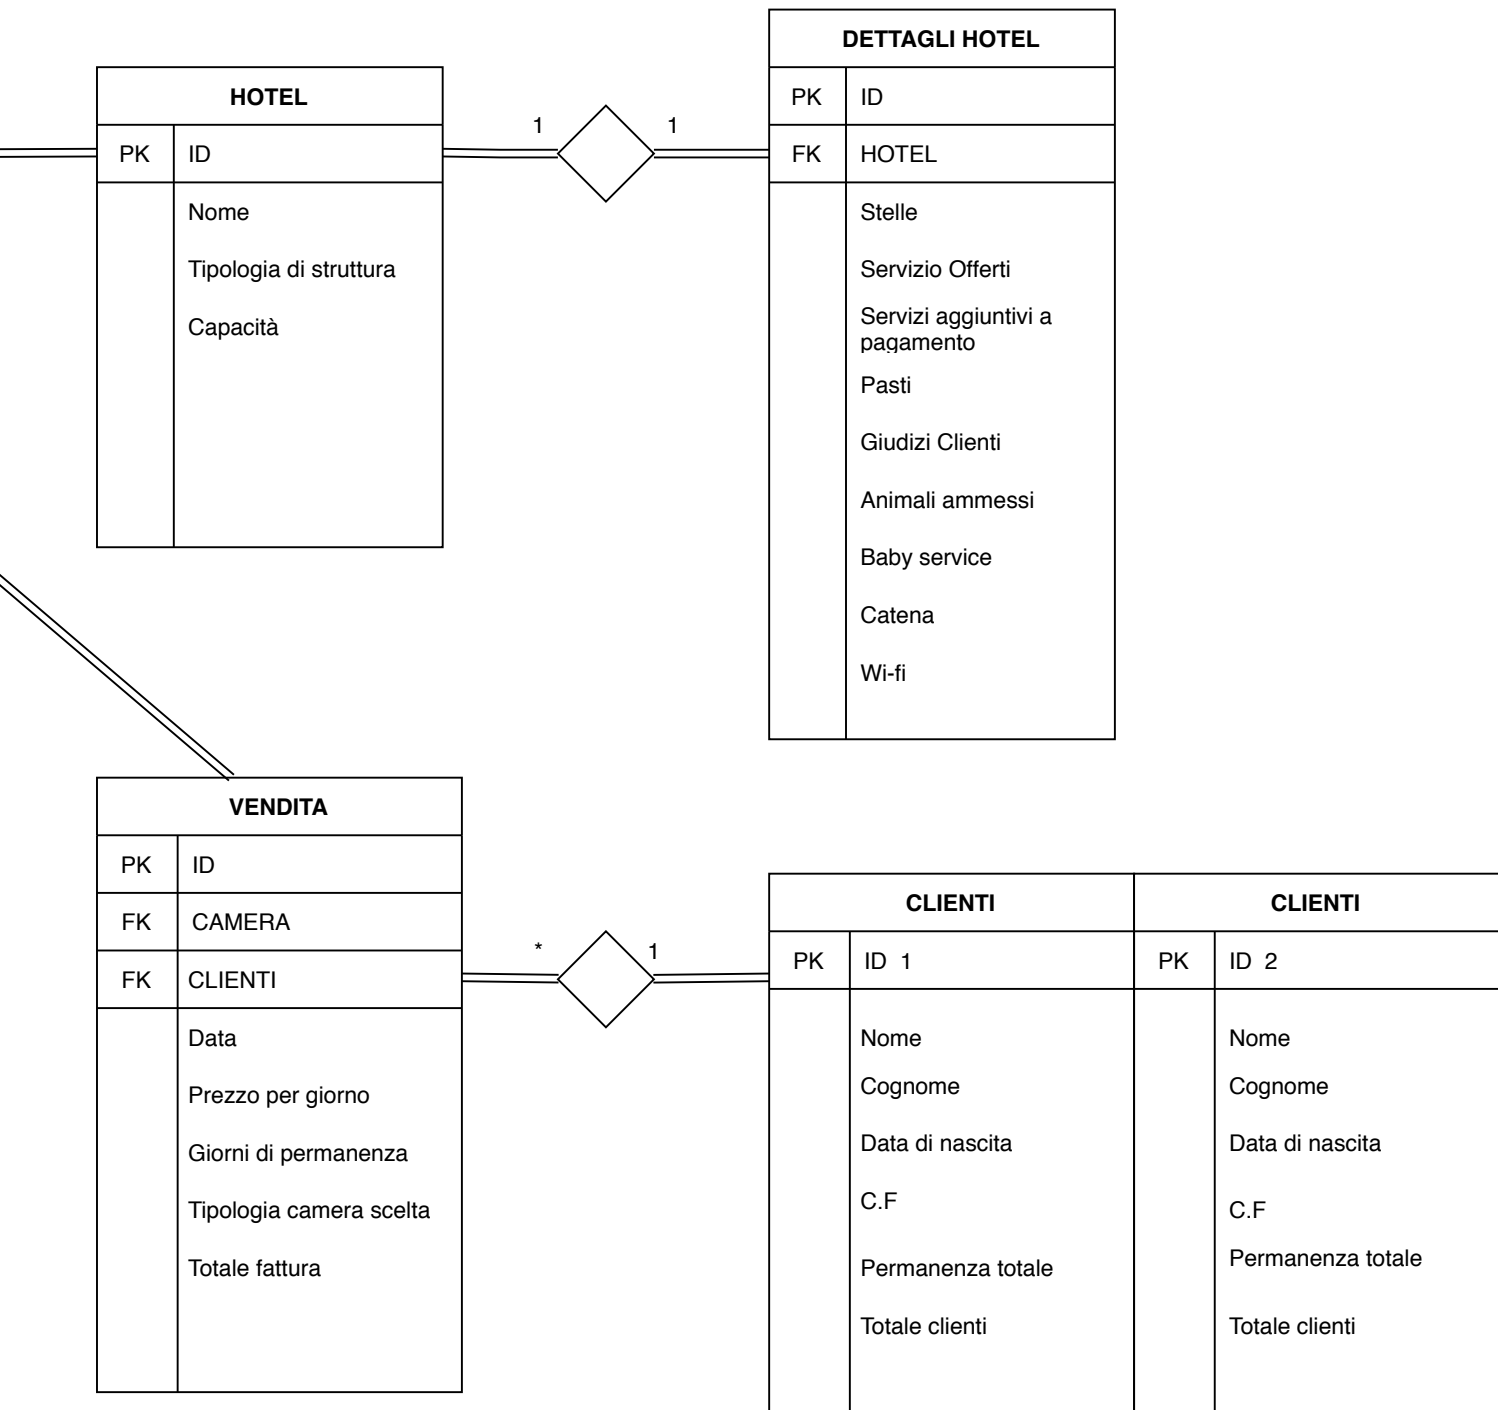 DETTAGLI HOTEL
PK ID
FK HOTEL
Stelle
Servizio Offerti
Servizi aggiuntivi a
pagamento
Pasti
Giudizi Clienti
Animali ammessi
Baby service
Catena
Wi-fi
HOTEL
PK ID
Nome
Tipologia di struttura
Capacità
1
1
VENDITA
PK ID
FK CAMERA
FK CLIENTI
Data
Prezzo per giorno
Giorni di permanenza
Tipologia camera scelta
Totale fattura
*
1
CLIENTI
PK ID 1
Nome
Cognome
Data di nascita
C.F
Permanenza totale
Totale clienti
CLIENTI
PK ID 2
Nome
Cognome
Data di nascita
C.F
Permanenza totale
Totale clienti